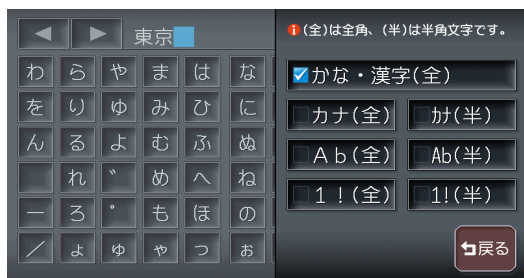 東京
わ ら や ま は な
を り ゆ み ひ に
ん る よ む ふ ぬ
れ ゛ め へ ね
ー ろ ゜ も ほ の
／ ょ ゅ ゃ っ ぉ
(全)は全角、(半)は半角文字です。
かな・漢字(全)
カナ(全) ｶﾅ(半)
Ａｂ(全) Ab(半)
１！(全) 1!(半)
戻る